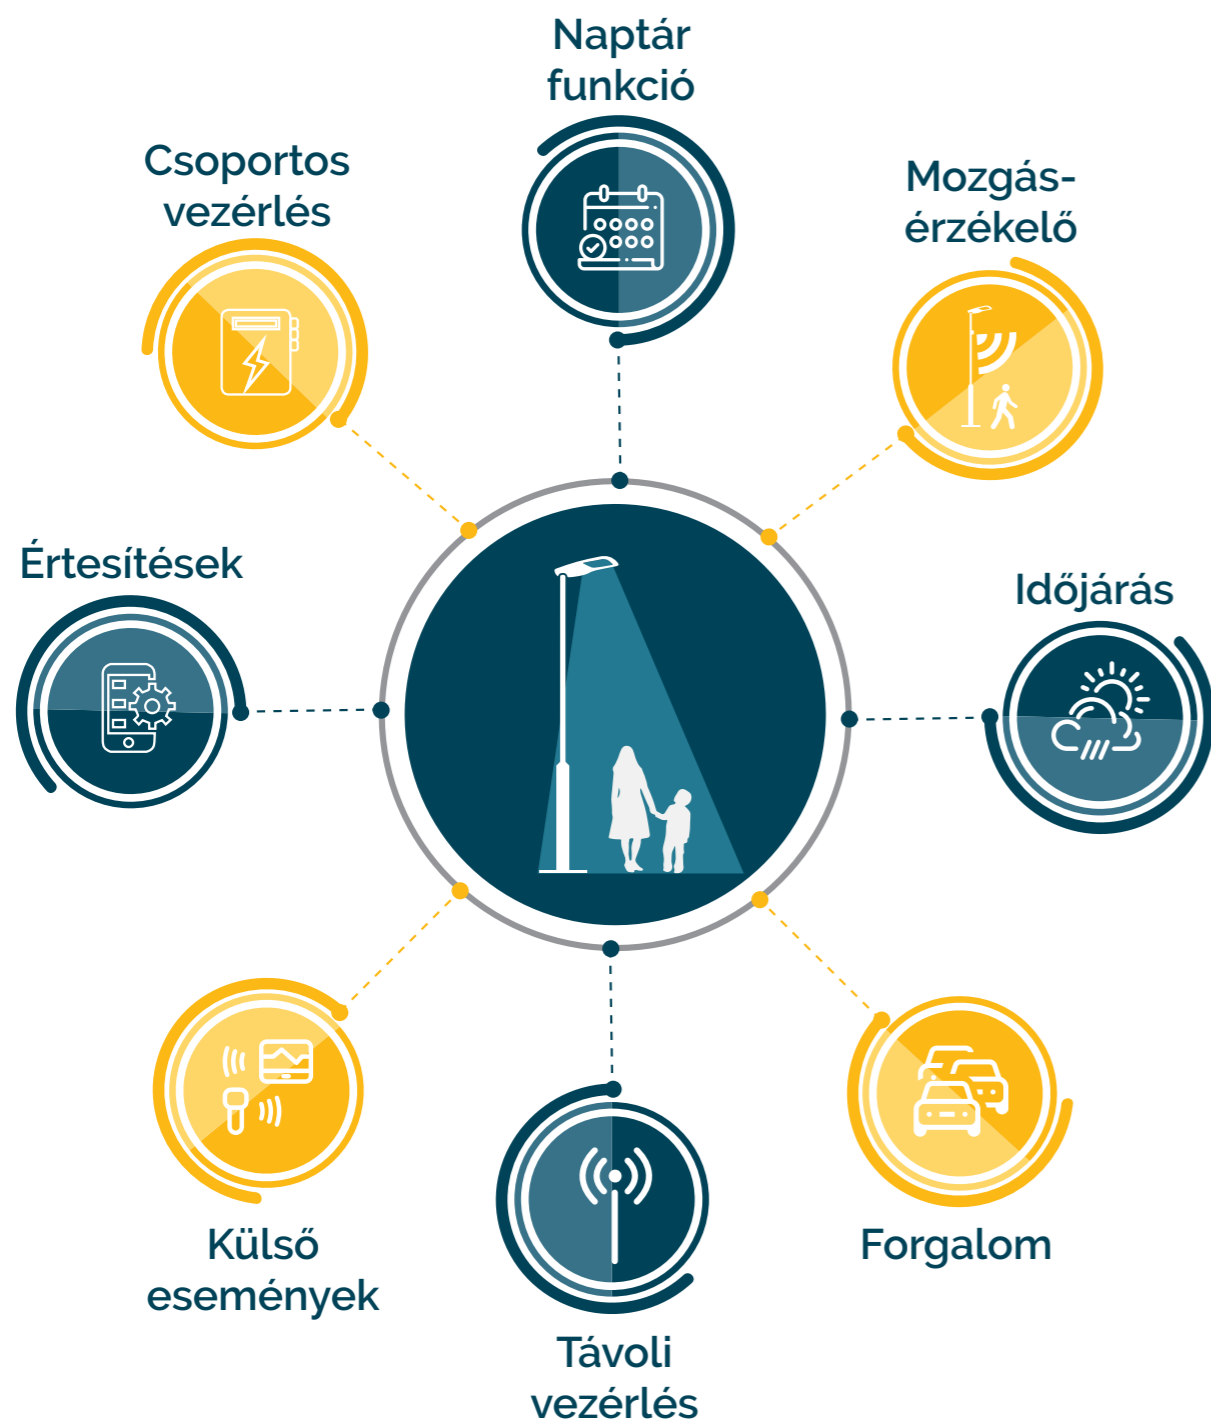 Naptár
funkció
Csoportos
vezérlés
Mozgás-
érzékelő
Értesítések
Időjárás
Külső
események
Forgalom
Távoli
vezérlés